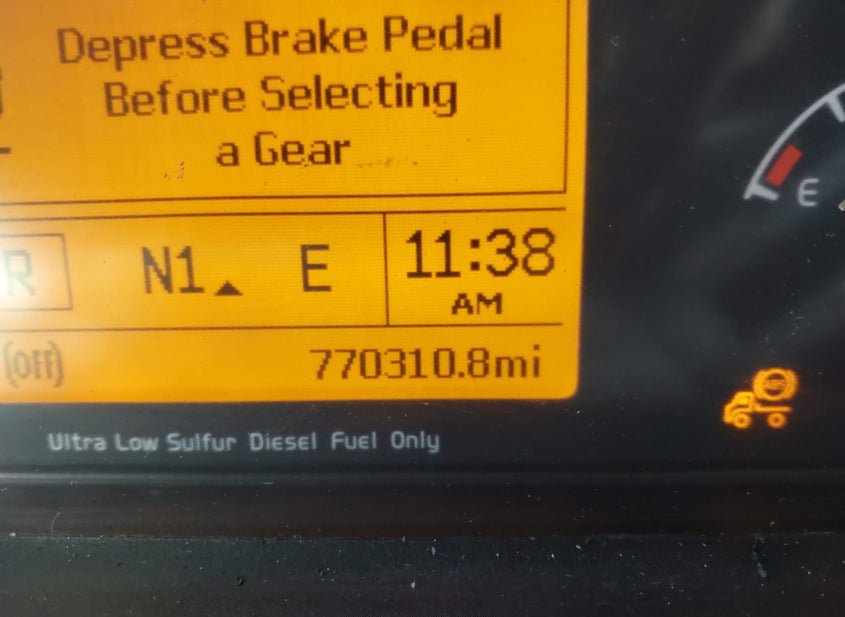 Depress Brake Pedal
Before Selecting
a Gear
R N1 E 11:38
AM
(OFF) 770310.8mi
E
Ultra Low Sulfur Diesel Fuel Only